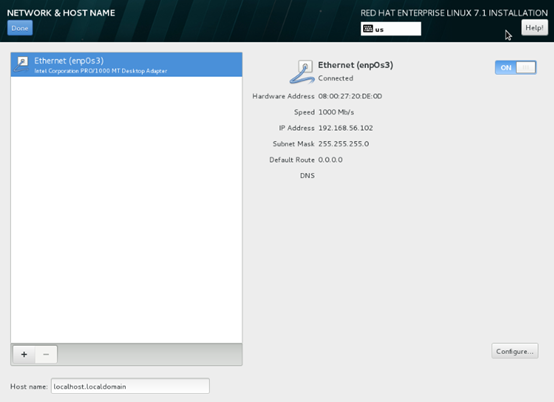 NETWORK & HOST NAME
RED HAT ENTERPRISE LINUX 7.1 INSTALLATION
Done
us
Help!
Ethernet (enp0s3)
Intel Corporation PRO/1000 MT Desktop Adapter
Ethernet (enp0s3)
Connected
ON
Hardware Address 08:00:27:20:DE:0D
Speed 1000 Mb/s
IP Address 192.168.56.102
Subnet Mask 255.255.255.0
Default Route 0.0.0.0
DNS
+ −
Configure...
Host name: localhost.localdomain